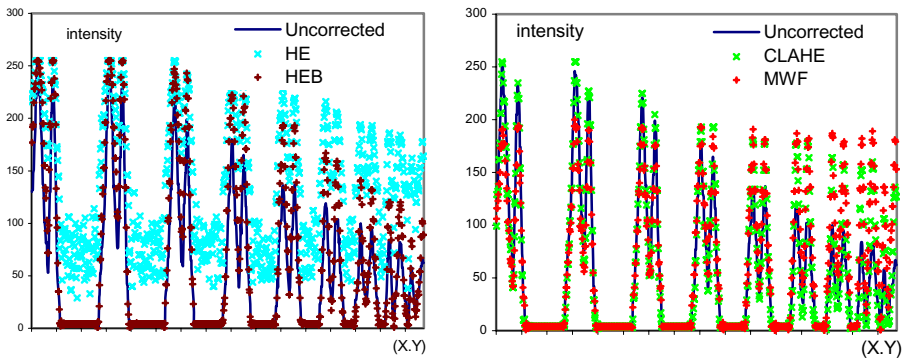 300
250
200
150
100
50
0
intensity
Uncorrected
HE
HEB
(X.Y)
300
250
200
150
100
50
0
intensity
Uncorrected
CLAHE
MWF
(X.Y)